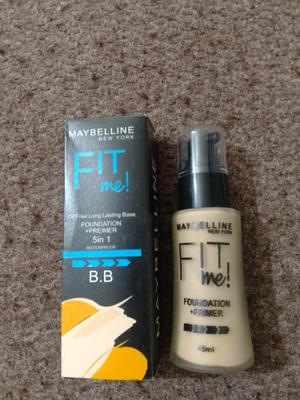 MAYBELLINE
NEW YORK
FIT
me!
Oil Free Long Lasting Base
FOUNDATION
+PREIMER
5in 1
WATERPROOF
B.B
MAYBELLINE
NEW YORK
FIT
me!
FOUNDATION
+PRIMER
45ml